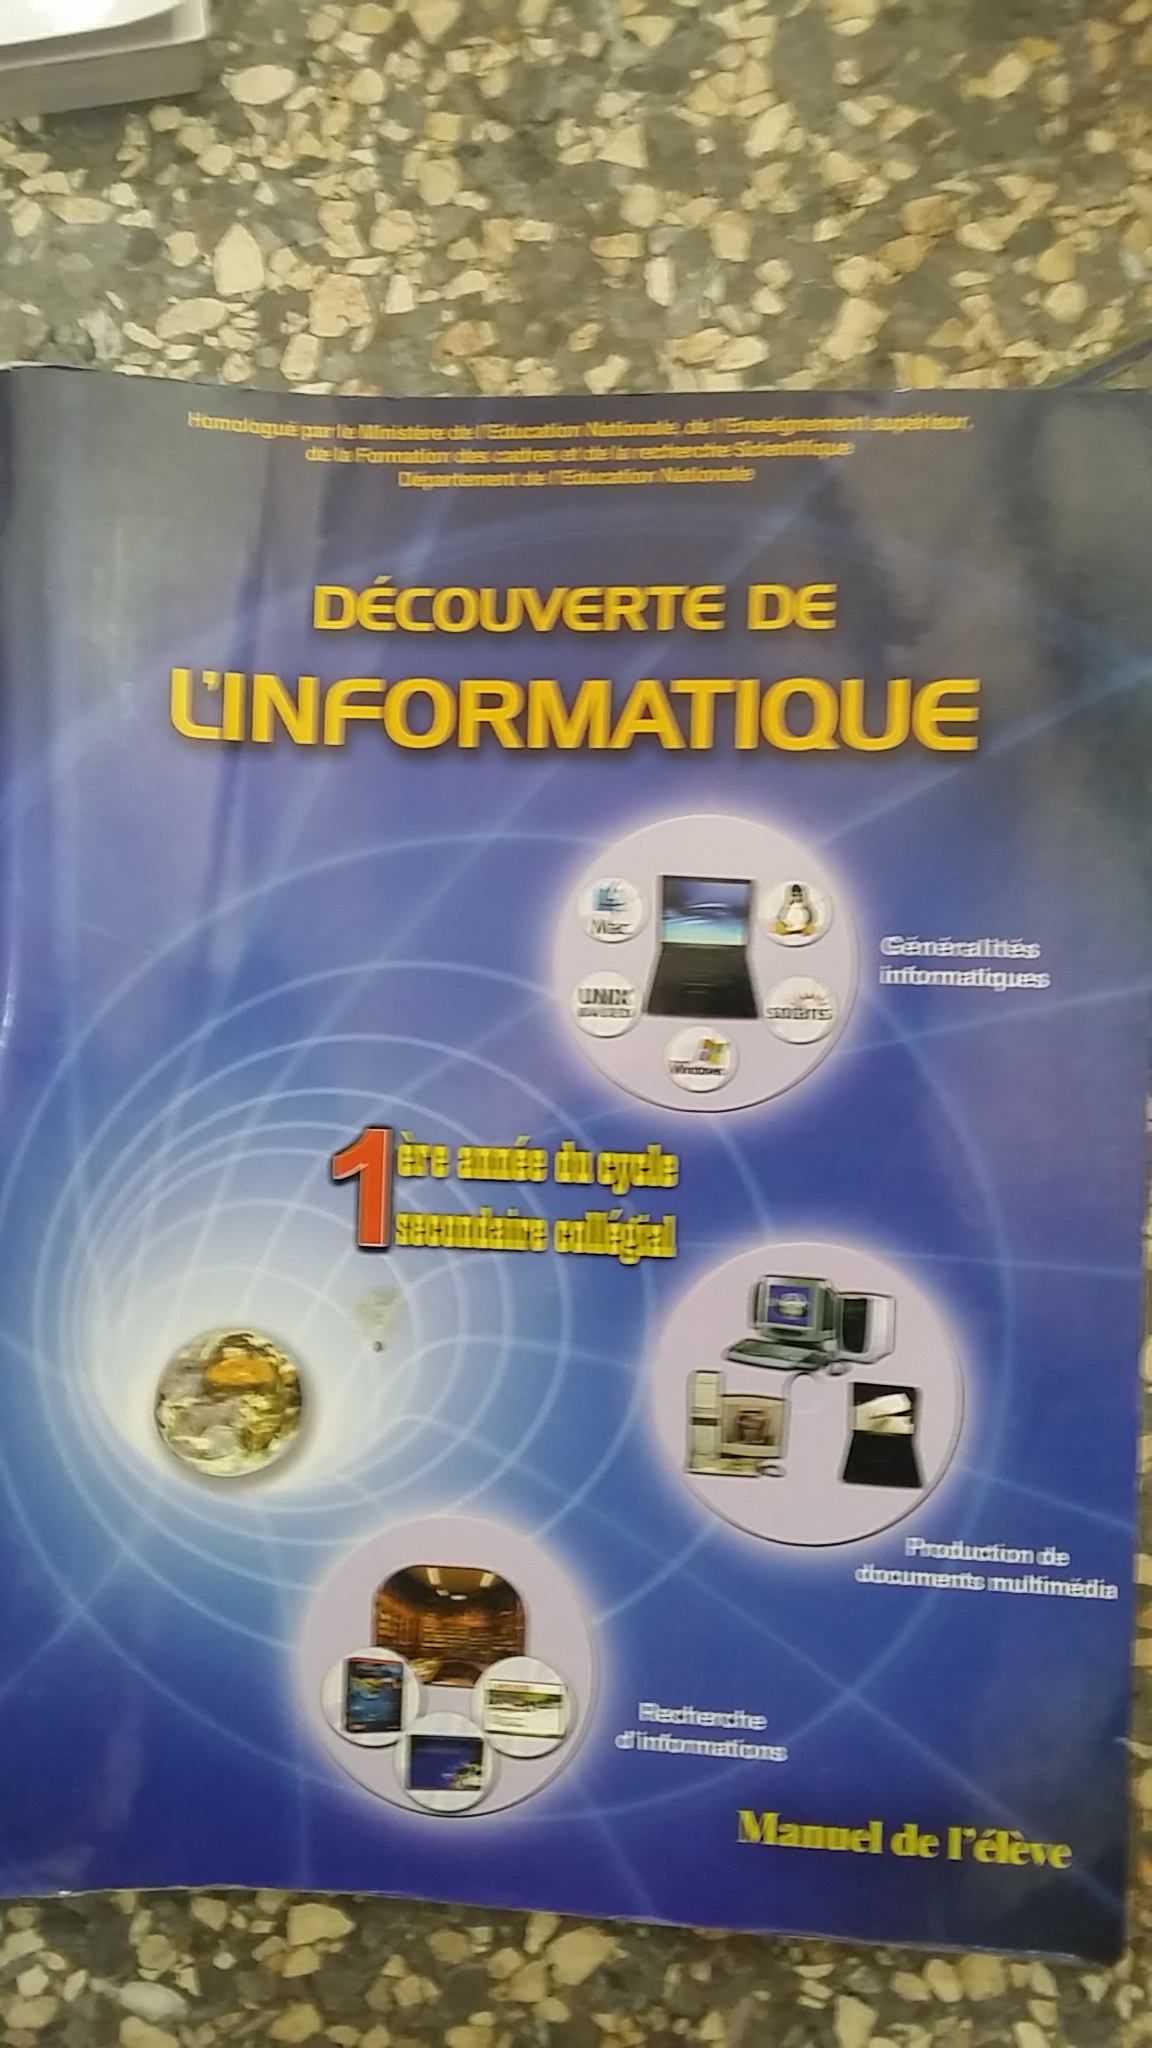 Homologué par le Ministère de l'Education Nationale, de l'Enseignement supérieur,
de la Formation des cadres et de la recherche Scientifique
Département de l'Education Nationale
DÉCOUVERTE DE
L'INFORMATIQUE
Mac
UNIX
Windows
Généralités
informatiques
1ère année du cycle
secondaire collégial
Production de
documents multimédia
Recherche
d'informations
Manuel de l'élève